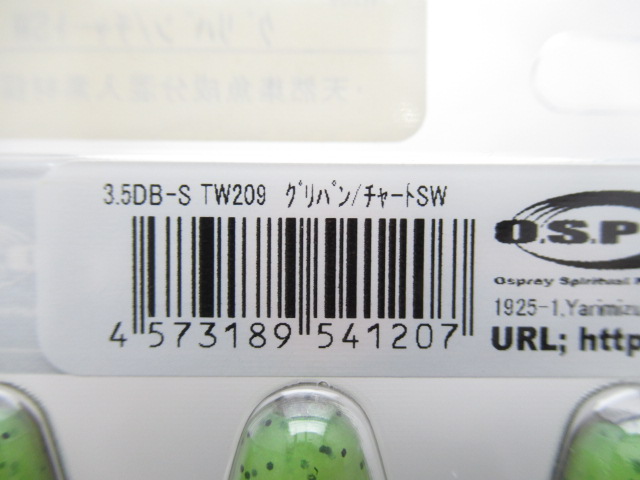 3.5DB-S TW209 ｸﾞﾘﾊﾟﾝ/ﾁｬｰﾄSW
4 573189 541207
O.S.P
Osprey Spiritual
1925-1,Yarimizu
URL; http